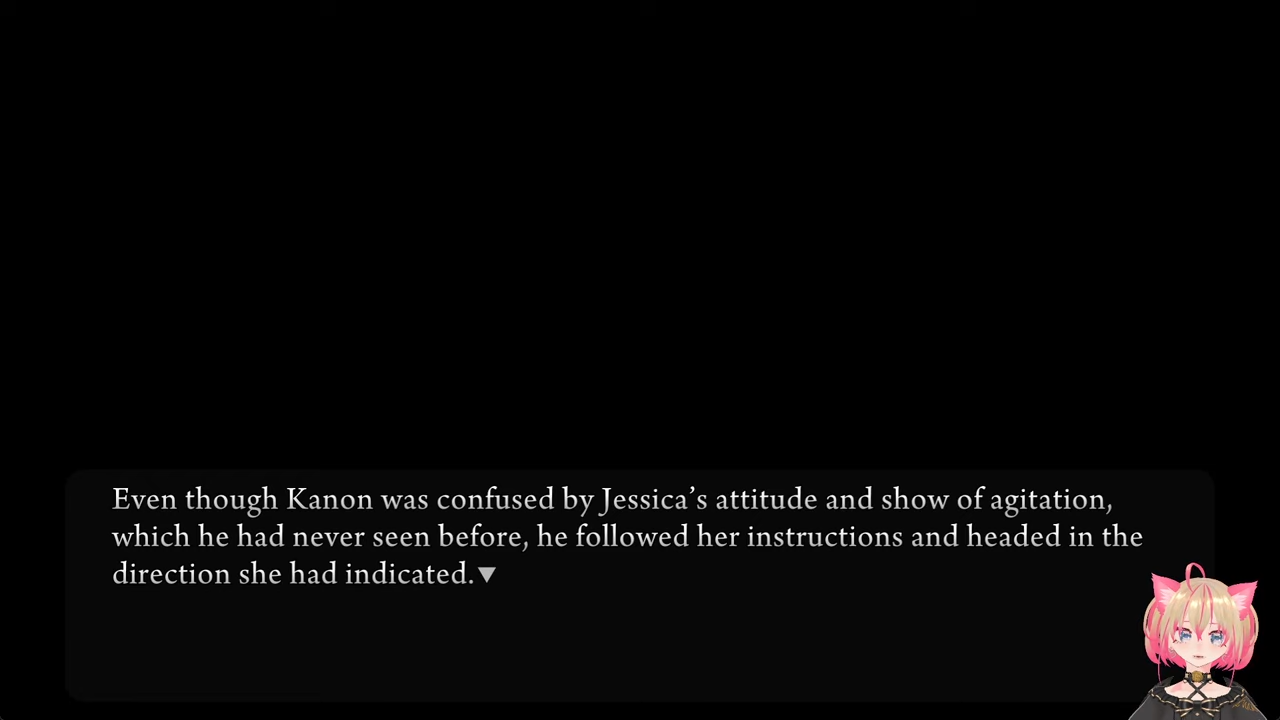 Even though Kanon was confused by Jessica’s attitude and show of agitation,
which he had never seen before, he followed her instructions and headed in the
direction she had indicated.▼